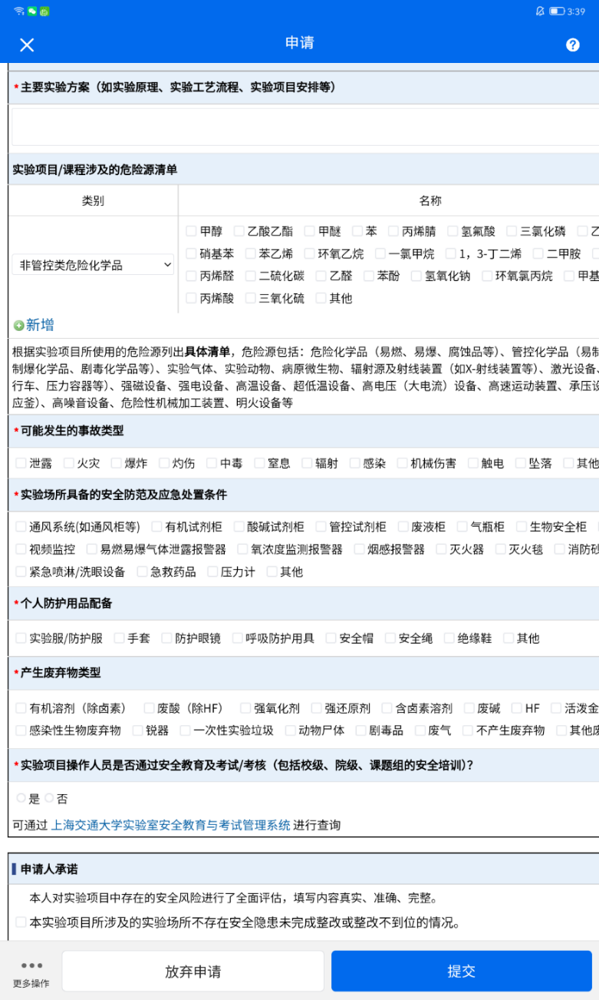 3:39
申请
*主要实验方案（如实验原理、实验工艺流程、实验项目安排等）
实验项目/课程涉及的危险源清单
类别 名称
甲醇 乙酸乙酯 甲醚 苯 丙烯腈 氢氟酸 三氯化磷 乙
硝基苯 苯乙烯 环氧乙烷 一氯甲烷 1，3-丁二烯 二甲胺
非管控类危险化学品
丙烯醛 二硫化碳 乙醛 苯酚 氢氧化钠 环氧氯丙烷 甲基
丙烯酸 三氧化硫 其他
新增
根据实验项目所使用的危险源列出具体清单，危险源包括：危险化学品（易燃、易爆、腐蚀品等）、管控化学品（易制
制爆化学品、剧毒化学品等）、实验气体、实验动物、病原微生物、辐射源及射线装置（如X-射线装置等）、激光设备、
行车、压力容器等）、强磁设备、强电设备、高温设备、超低温设备、高电压（大电流）设备、高速运动装置、承压设
应釜）、高噪音设备、危险性机械加工装置、明火设备等
*可能发生的事故类型
泄露 火灾 爆炸 灼伤 中毒 窒息 辐射 感染 机械伤害 触电 坠落 其他
*实验场所具备的安全防范及应急处置条件
通风系统(如通风柜等) 有机试剂柜 酸碱试剂柜 管控试剂柜 废液柜 气瓶柜 生物安全柜
视频监控 易燃易爆气体泄露报警器 氧浓度监测报警器 烟感报警器 灭火器 灭火毯 消防砂
紧急喷淋/洗眼设备 急救药品 压力计 其他
*个人防护用品配备
实验服/防护服 手套 防护眼镜 呼吸防护用具 安全帽 安全绳 绝缘鞋 其他
*产生废弃物类型
有机溶剂（除卤素） 废酸（除HF） 强氧化剂 强还原剂 含卤素溶剂 废碱 HF 活泼金
感染性生物废弃物 锐器 一次性实验垃圾 动物尸体 剧毒品 废气 不产生废弃物 其他废
*实验项目操作人员是否通过安全教育及考试/考核（包括校级、院级、课题组的安全培训）？
是 否
可通过 上海交通大学实验室安全教育与考试管理系统 进行查询
申请人承诺
本人对实验项目中存在的安全风险进行了全面评估，填写内容真实、准确、完整。
本实验项目所涉及的实验场所不存在安全隐患未完成整改或整改不到位的情况。
更多操作 放弃申请 提交